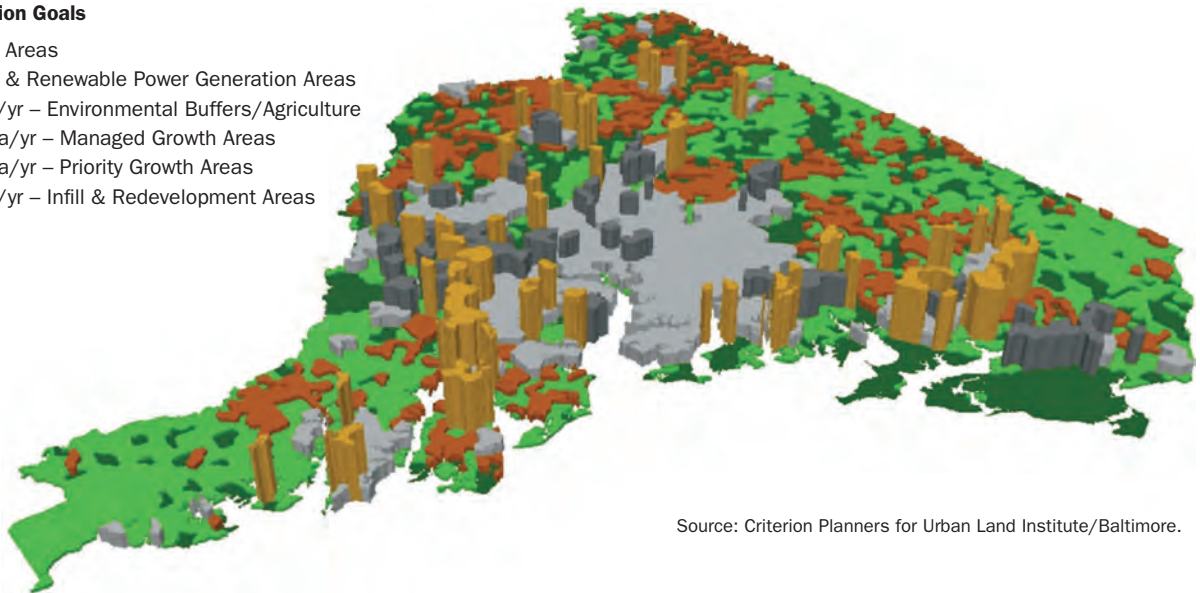 ion Goals
Areas
& Renewable Power Generation Areas
/yr – Environmental Buffers/Agriculture
a/yr – Managed Growth Areas
a/yr – Priority Growth Areas
/yr – Infill & Redevelopment Areas
Source: Criterion Planners for Urban Land Institute/Baltimore.